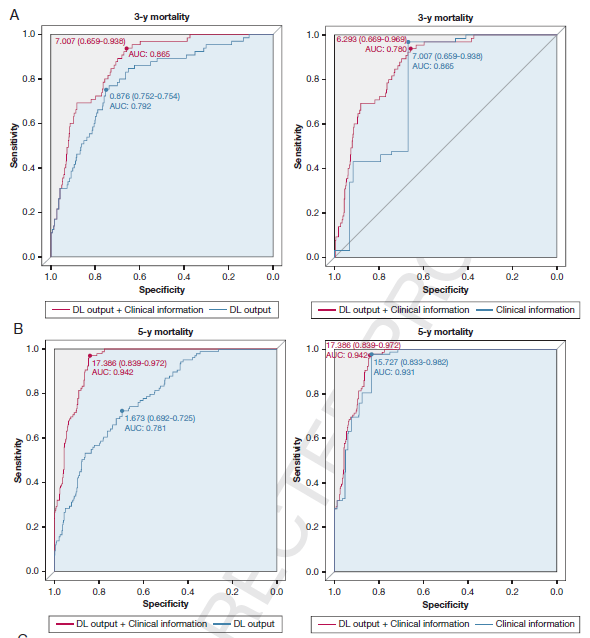 A
3-y mortality
1.0
0.8
0.6
0.4
0.2
0.0
Sensitivity
7.007 (0.659-0.938)
AUC: 0.865
0.876 (0.752-0.754)
AUC: 0.792
1.0 0.8 0.6 0.4 0.2 0.0
Specificity
DL output + Clinical information DL output
3-y mortality
1.0
0.8
0.6
0.4
0.2
0.0
Sensitivity
6.293 (0.669-0.969)
AUC: 0.780
7.007 (0.659-0.938)
AUC: 0.865
1.0 0.8 0.6 0.4 0.2 0.0
Specificity
DL output + Clinical information Clinical information
B
5-y mortality
1.0
0.8
0.6
0.4
0.2
0.0
Sensitivity
17.386 (0.839-0.972)
AUC: 0.942
1.673 (0.692-0.725)
AUC: 0.781
1.0 0.8 0.6 0.4 0.2 0.0
Specificity
DL output + Clinical information DL output
5-y mortality
1.0
0.8
0.6
0.4
0.2
0.0
Sensitivity
17.386 (0.839-0.972)
AUC: 0.942
15.727 (0.833-0.982)
AUC: 0.931
1.0 0.8 0.6 0.4 0.2 0.0
Specificity
DL output + Clinical information Clinical information